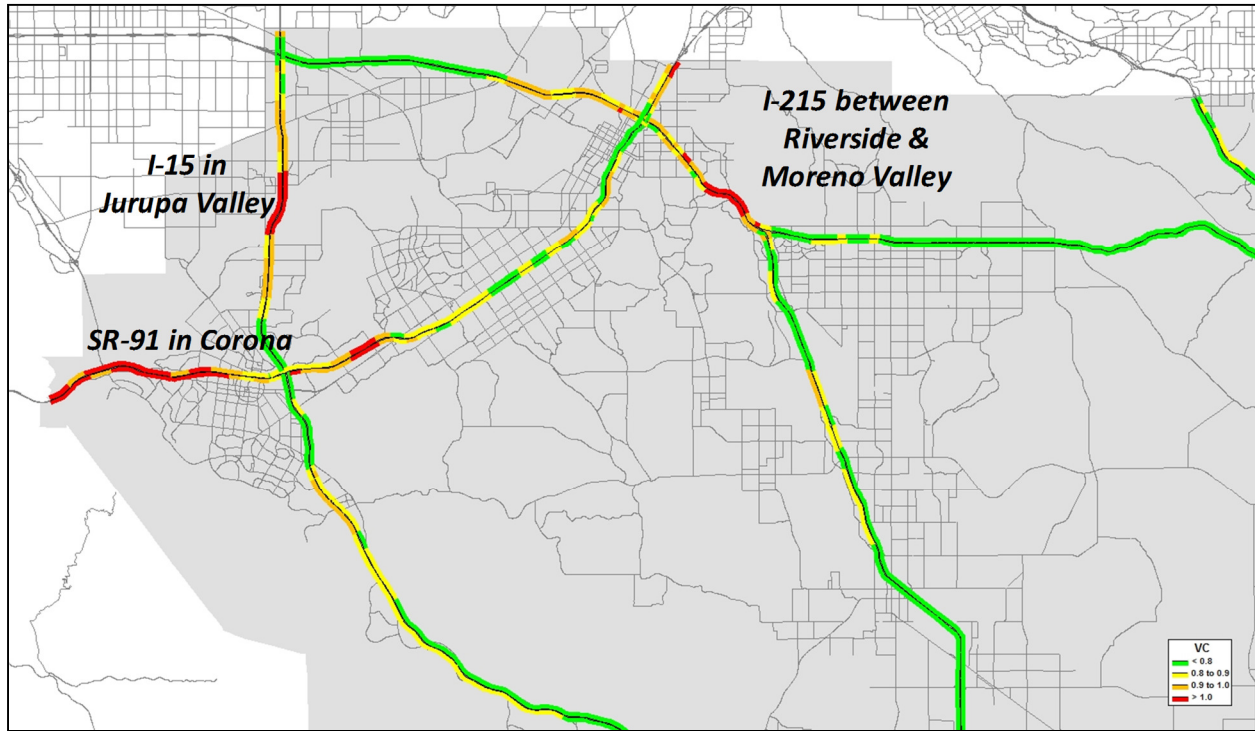 I-215 between
Riverside &
Moreno Valley
I-15 in
Jurupa Valley
SR-91 in Corona
VC
< 0.8
0.8 to 0.9
0.9 to 1.0
> 1.0